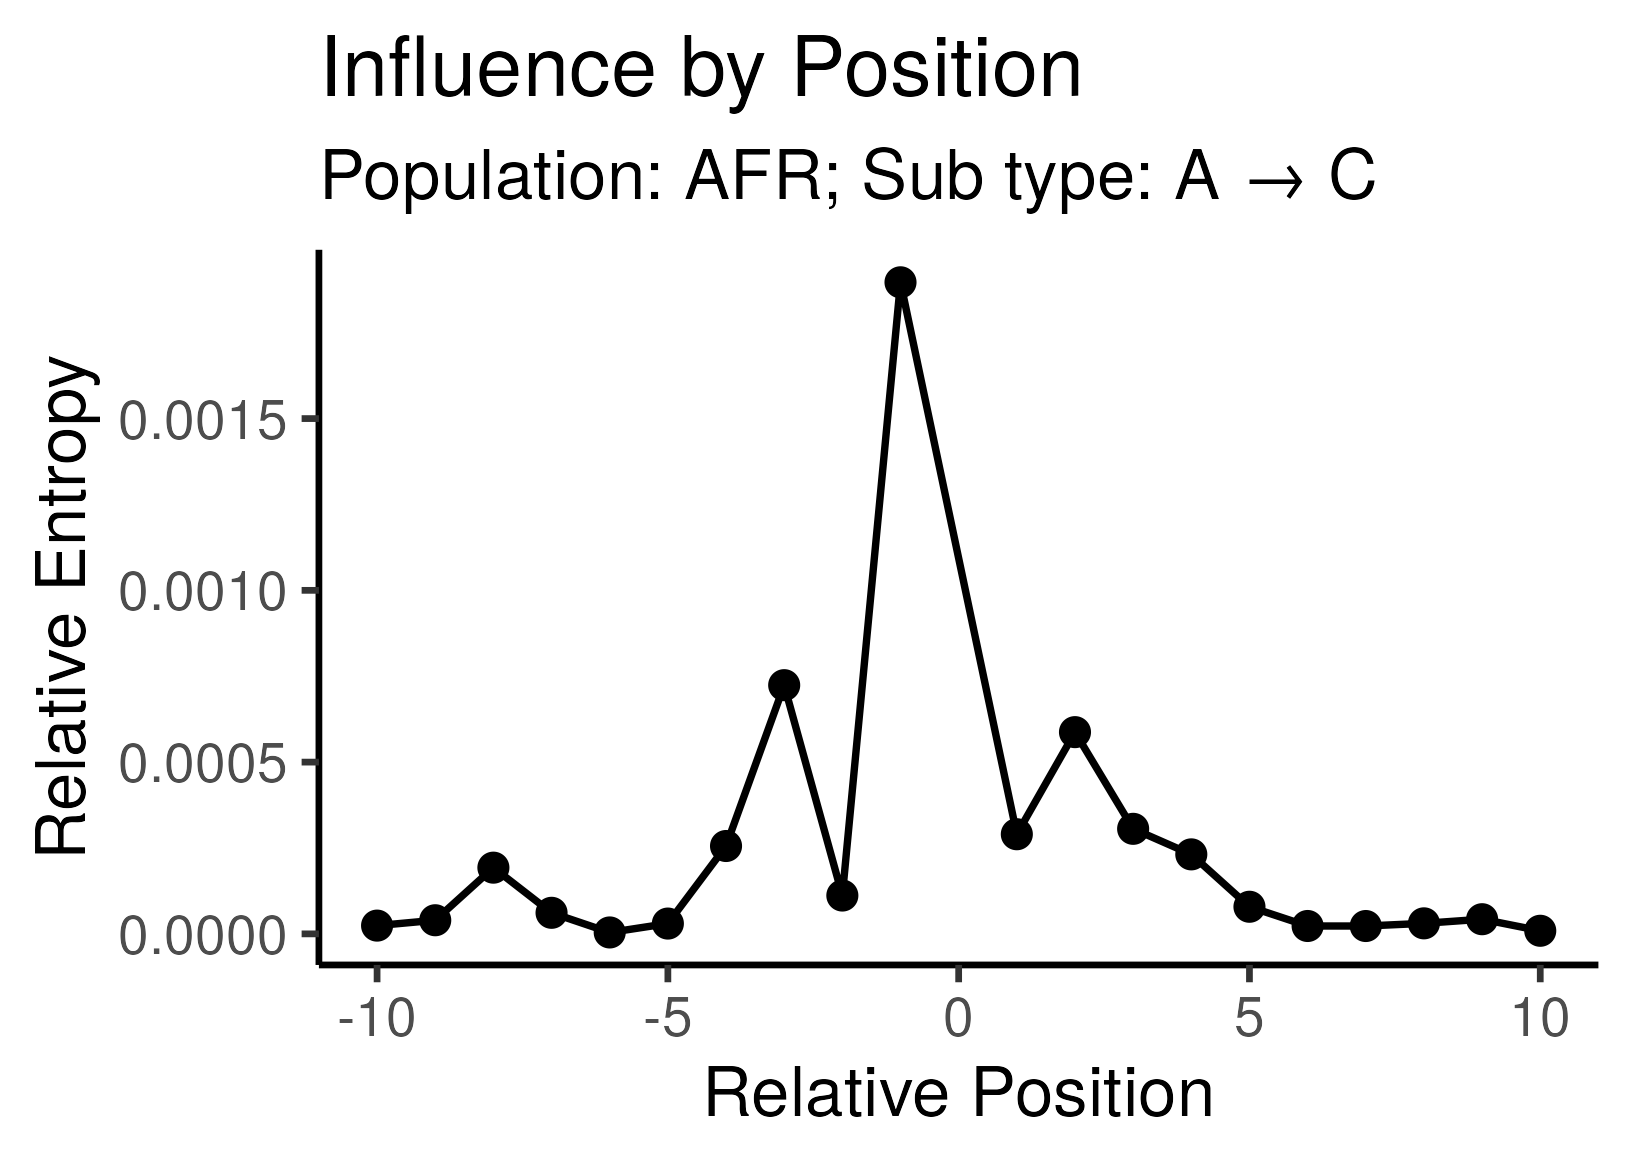 Influence by Position
Population: AFR; Sub type: A → C
Relative Entropy
0.0015
0.0010
0.0005
0.0000
-10 -5 0 5 10
Relative Position